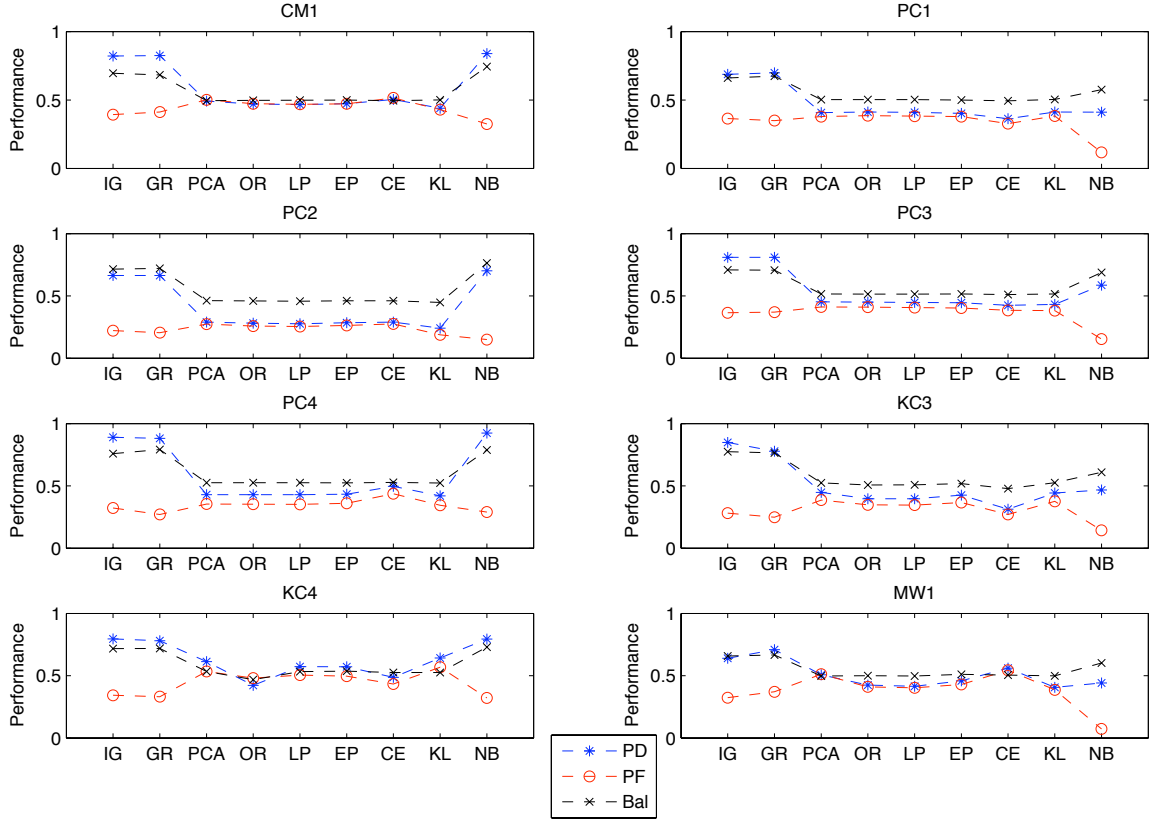 CM1
Performance
1
0.5
0
IG GR PCA OR LP EP CE KL NB
PC1
Performance
1
0.5
0
IG GR PCA OR LP EP CE KL NB
PC2
Performance
1
0.5
0
IG GR PCA OR LP EP CE KL NB
PC3
Performance
1
0.5
0
IG GR PCA OR LP EP CE KL NB
PC4
Performance
1
0.5
0
IG GR PCA OR LP EP CE KL NB
KC3
Performance
1
0.5
0
IG GR PCA OR LP EP CE KL NB
KC4
Performance
1
0.5
0
IG GR PCA OR LP EP CE KL NB
MW1
Performance
1
0.5
0
IG GR PCA OR LP EP CE KL NB
PD
PF
Bal